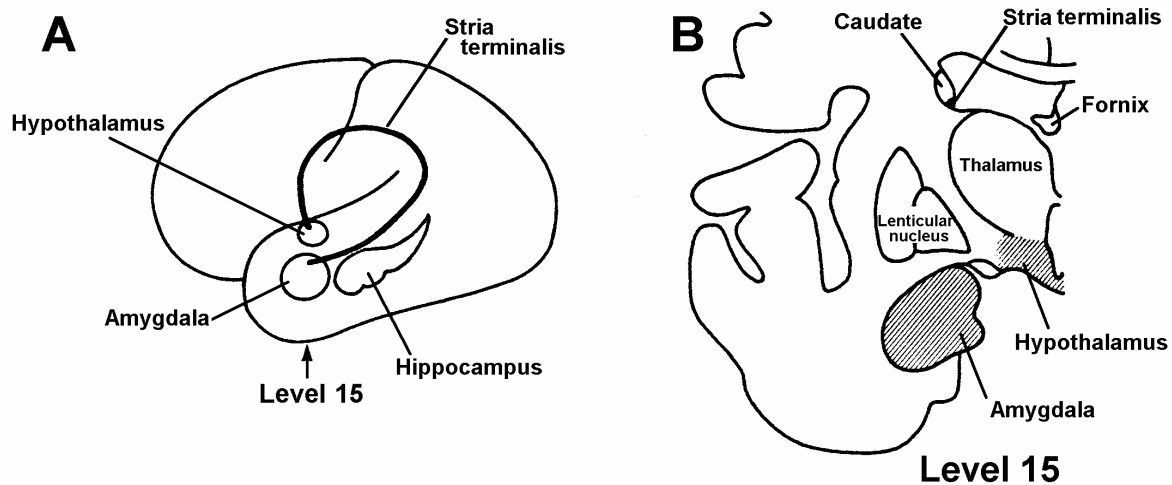 A
Stria
terminalis
Hypothalamus
Amygdala
Hippocampus
Level 15
B
Caudate
Stria terminalis
Fornix
Thalamus
Lenticular
nucleus
Hypothalamus
Amygdala
Level 15